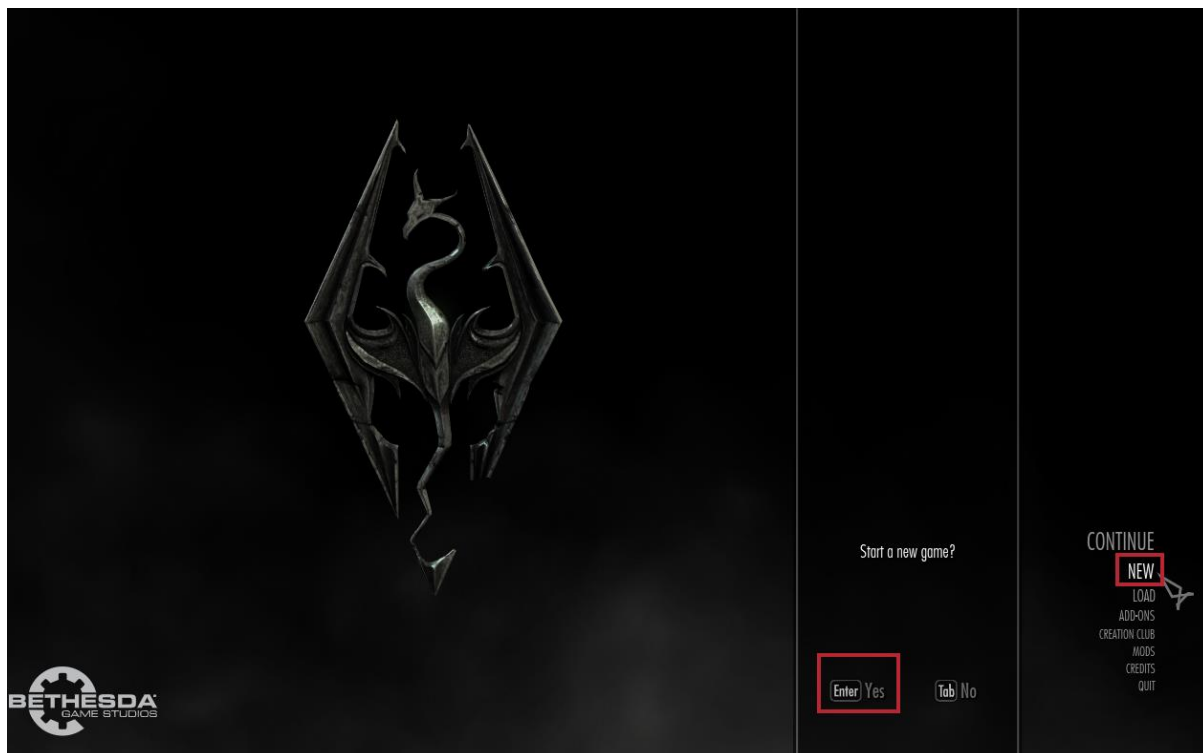 Start a new game?
Enter Yes
Tab No
CONTINUE
NEW
LOAD
ADD-ONS
CREATION CLUB
MODS
CREDITS
QUIT
BETHESDA
GAME STUDIOS